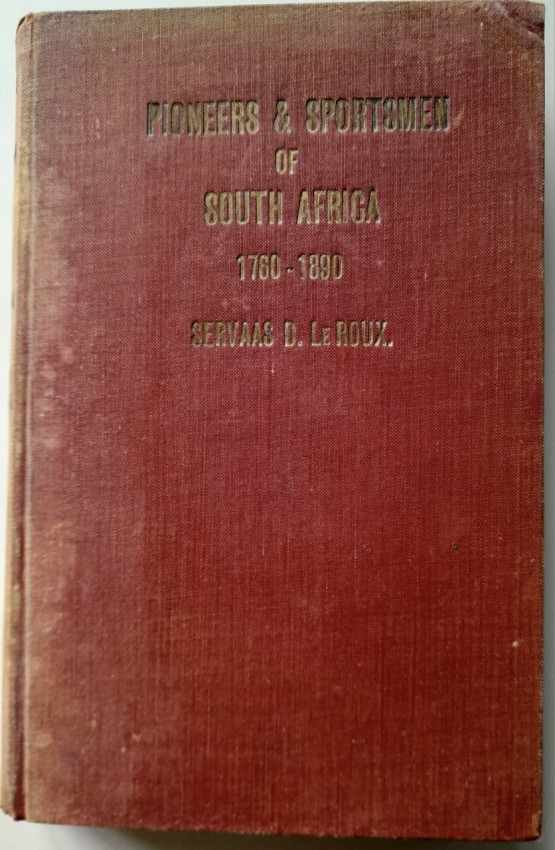 PIONEERS & SPORTSMEN
OF
SOUTH AFRICA
1760-1890
SERVAAS D. LE ROUX.